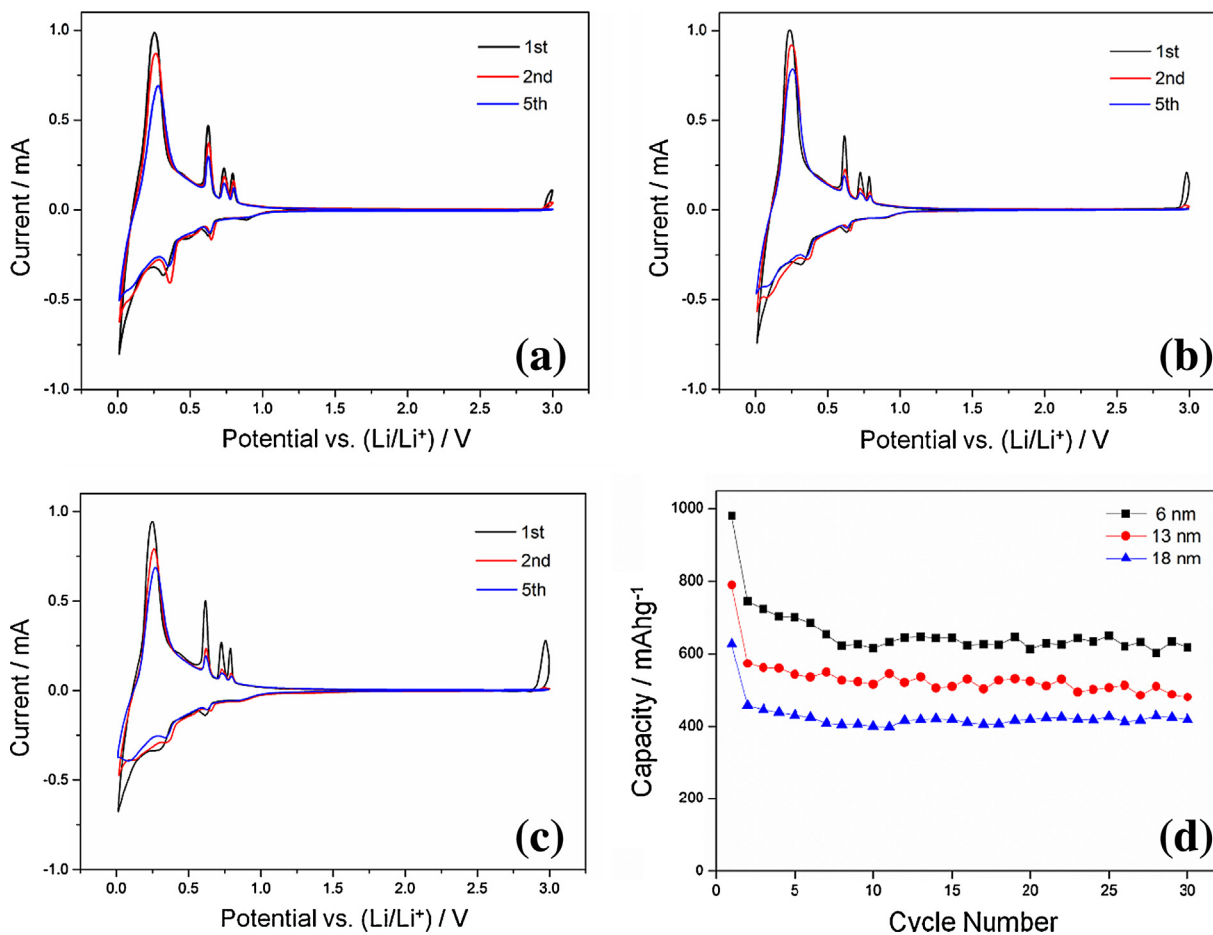 1.0
0.5
0.0
-0.5
-1.0
Current / mA
1st
2nd
5th
(a)
0.0 0.5 1.0 1.5 2.0 2.5 3.0
Potential vs. (Li/Li⁺) / V
1.0
0.5
0.0
-0.5
-1.0
Current / mA
1st
2nd
5th
(b)
0.0 0.5 1.0 1.5 2.0 2.5 3.0
Potential vs. (Li/Li⁺) / V
1.0
0.5
0.0
-0.5
-1.0
Current / mA
1st
2nd
5th
(c)
0.0 0.5 1.0 1.5 2.0 2.5 3.0
Potential vs. (Li/Li⁺) / V
1000
800
600
400
200
0
Capacity / mAhg⁻¹
6 nm
13 nm
18 nm
(d)
0 5 10 15 20 25 30
Cycle Number